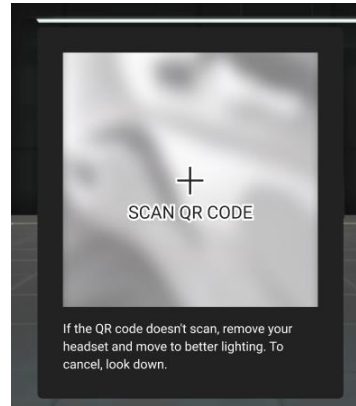 SCAN QR CODE
If the QR code doesn't scan, remove your
headset and move to better lighting. To
cancel, look down.